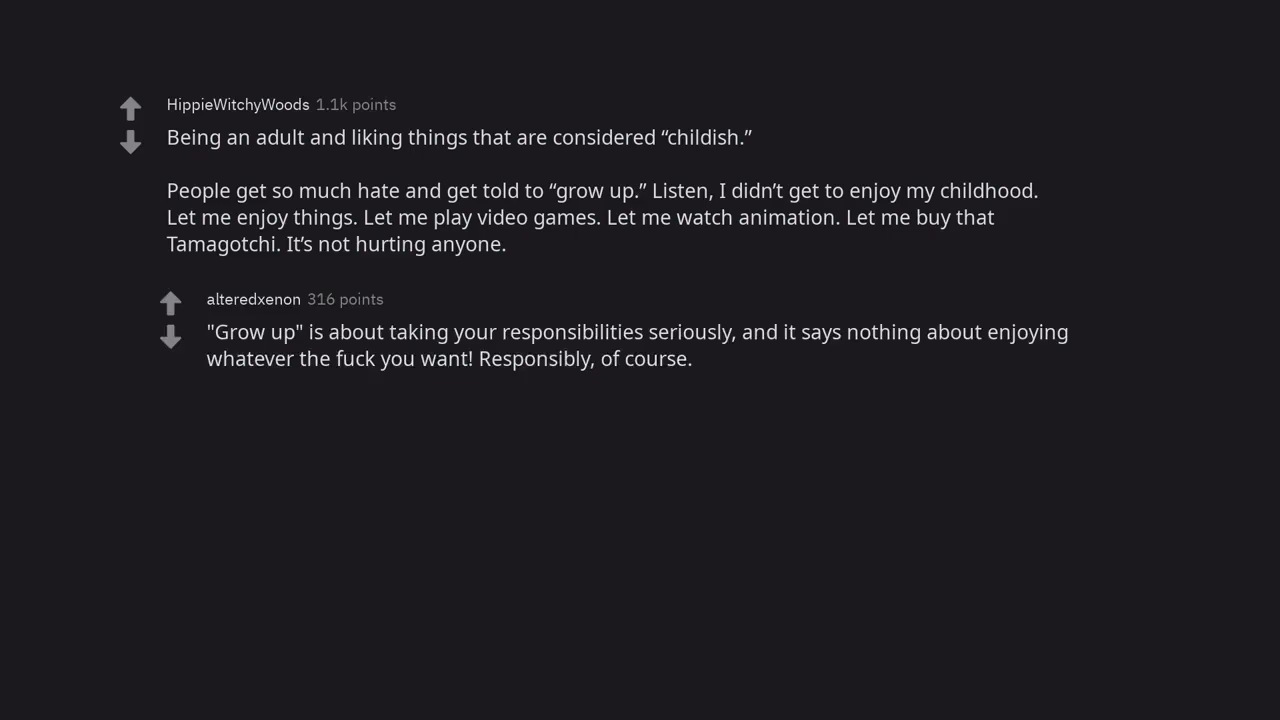 HippieWitchyWoods 1.1k points
Being an adult and liking things that are considered “childish.”
People get so much hate and get told to “grow up.” Listen, I didn’t get to enjoy my childhood.
Let me enjoy things. Let me play video games. Let me watch animation. Let me buy that
Tamagotchi. It’s not hurting anyone.
alteredxenon 316 points
"Grow up" is about taking your responsibilities seriously, and it says nothing about enjoying
whatever the fuck you want! Responsibly, of course.